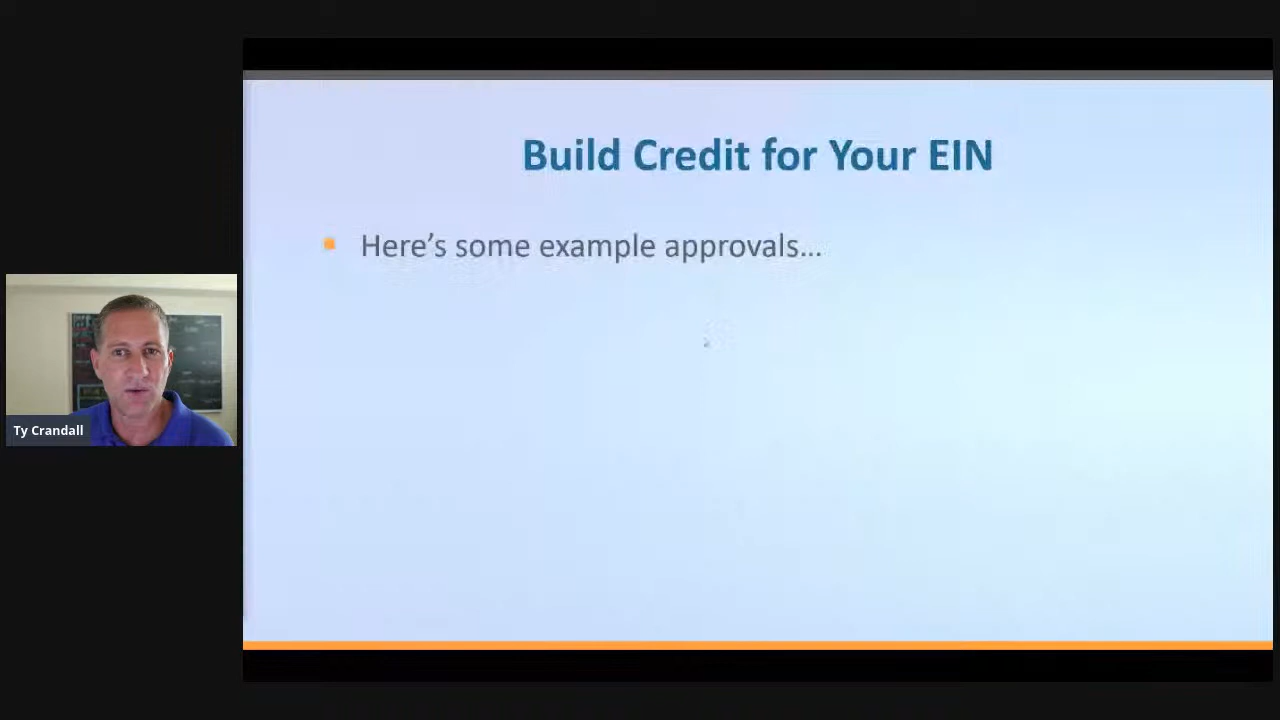 Build Credit for Your EIN
Here’s some example approvals...
Ty Crandall